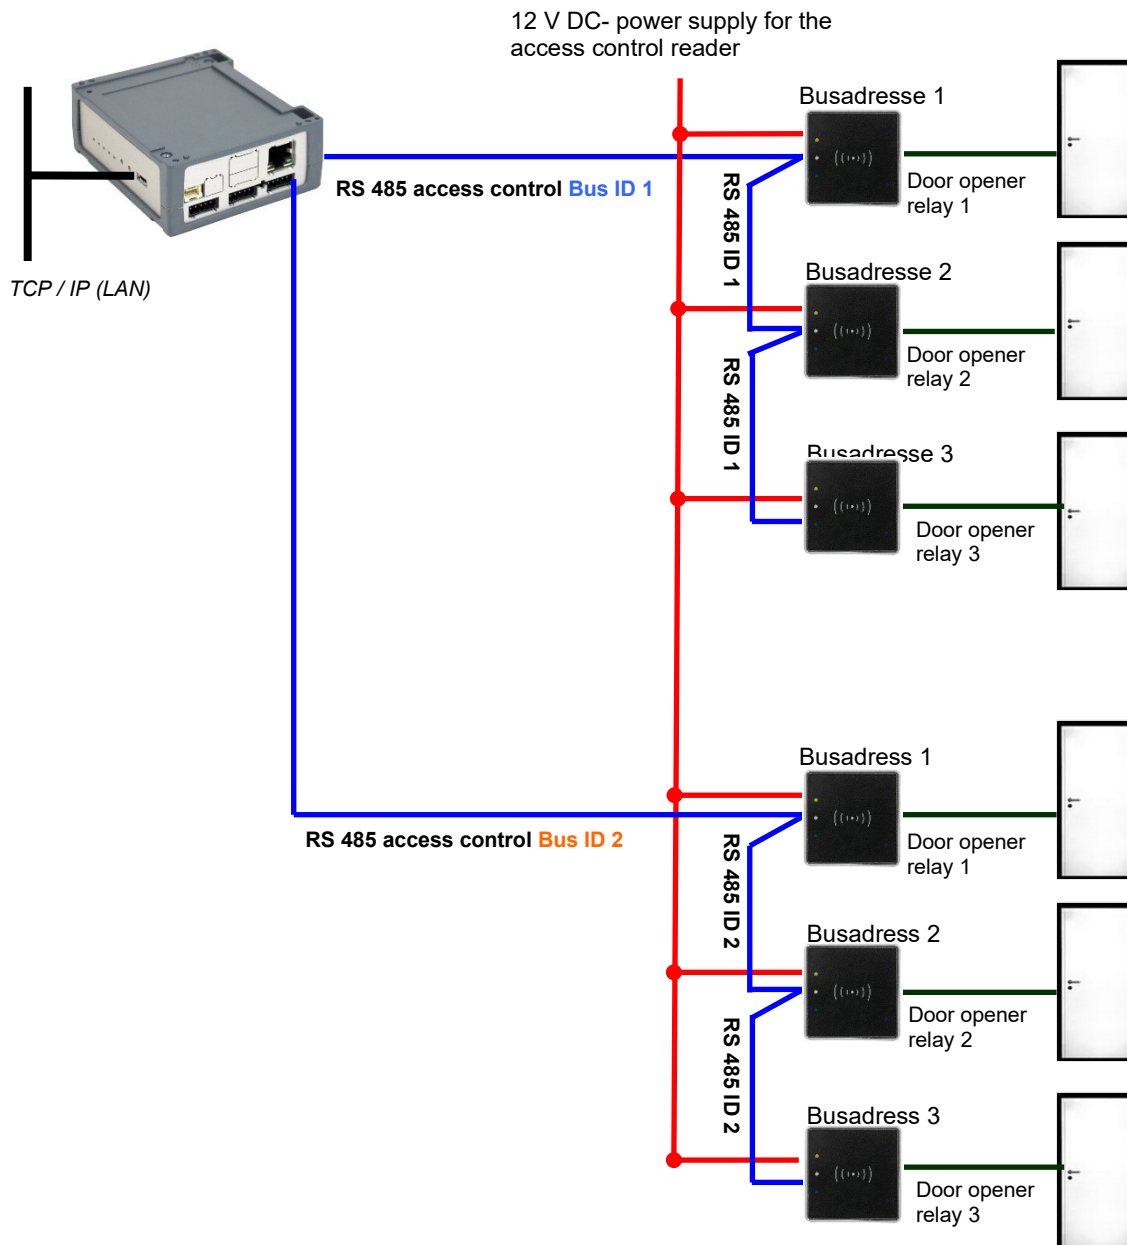 12 V DC- power supply for the
access control reader
Busadresse 1
RS 485 access control Bus ID 1
Door opener
relay 1
RS 485 ID 1
TCP / IP (LAN)
Busadresse 2
Door opener
relay 2
RS 485 ID 1
Busadresse 3
Door opener
relay 3
Busadress 1
RS 485 access control Bus ID 2
Door opener
relay 1
RS 485 ID 2
Busadress 2
Door opener
relay 2
RS 485 ID 2
Busadress 3
Door opener
relay 3